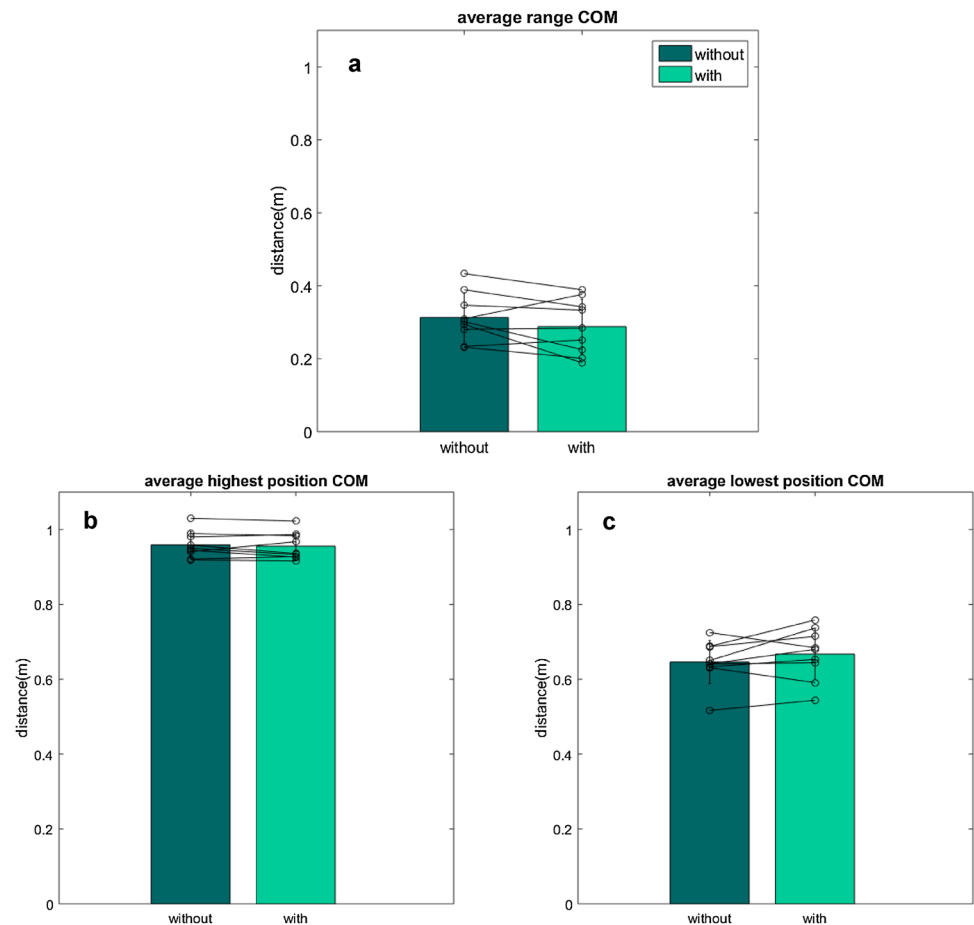 average range COM
a
without
with
1
0.8
0.6
0.4
0.2
0
distance(m)
without
with
average highest position COM
b
1
0.8
0.6
0.4
0.2
0
distance(m)
without
with
average lowest position COM
c
1
0.8
0.6
0.4
0.2
0
distance(m)
without
with